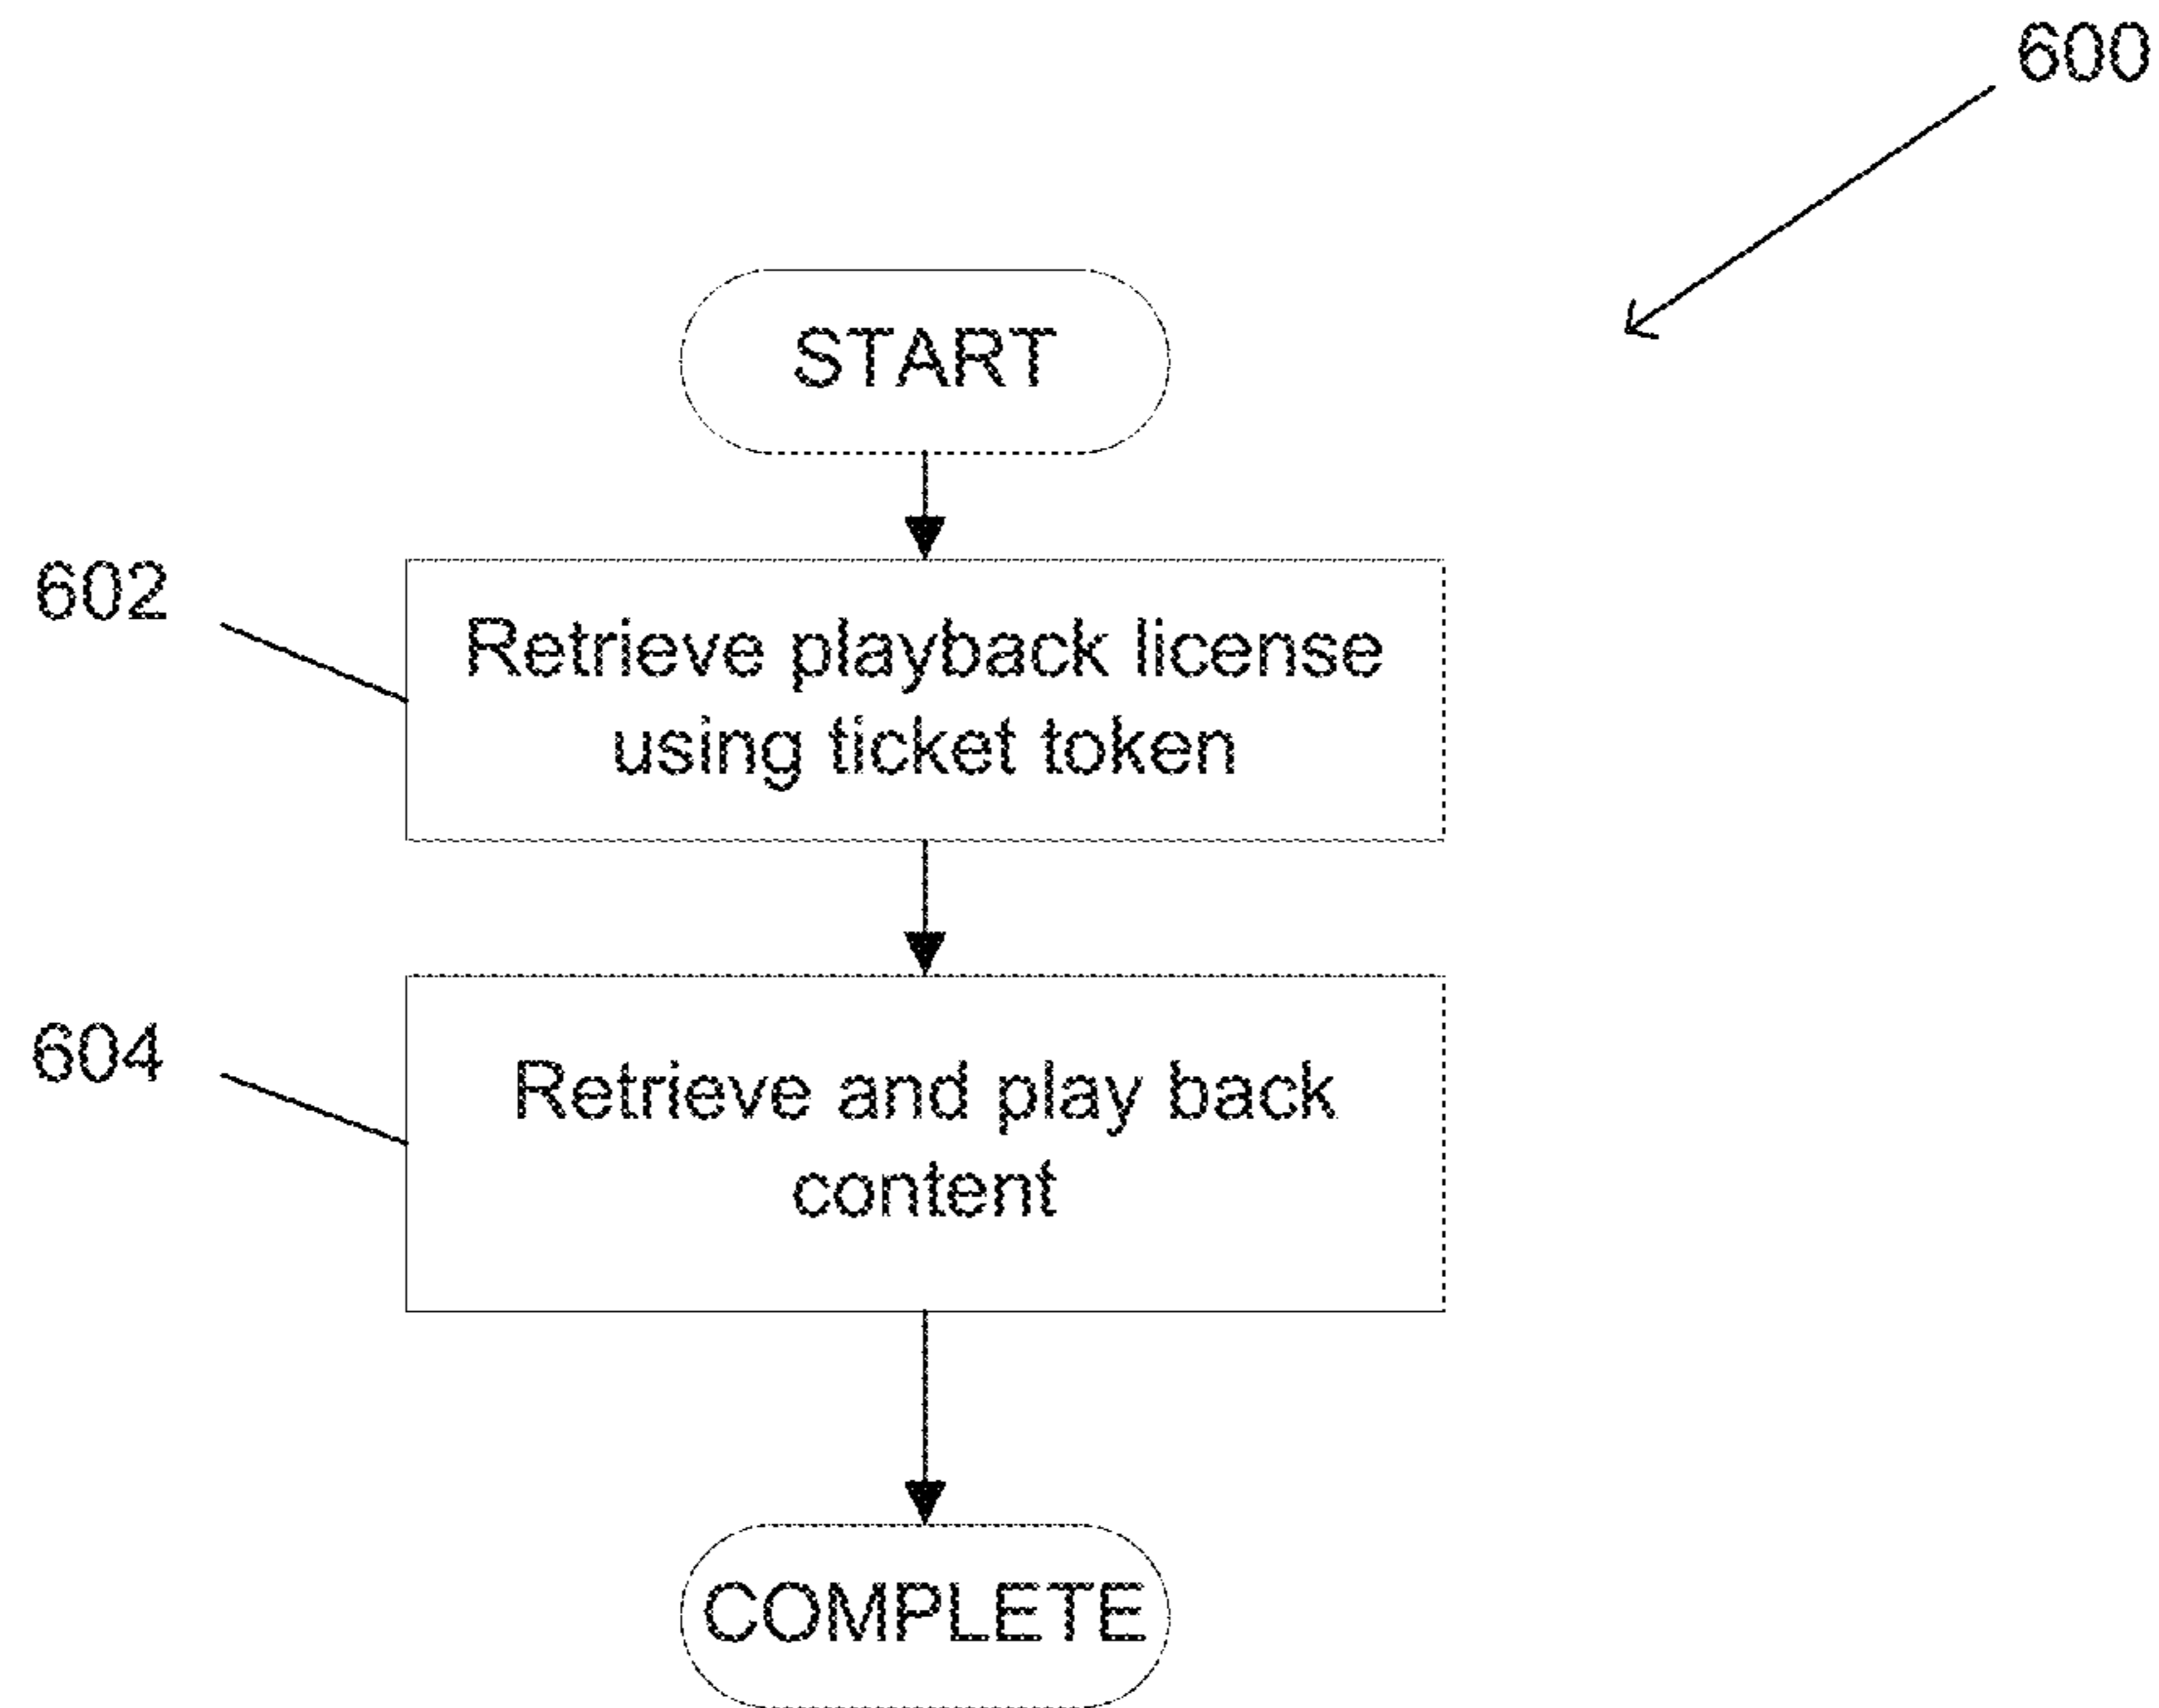 600
START
602
Retrieve playback license
using ticket token
604
Retrieve and play back
content
COMPLETE